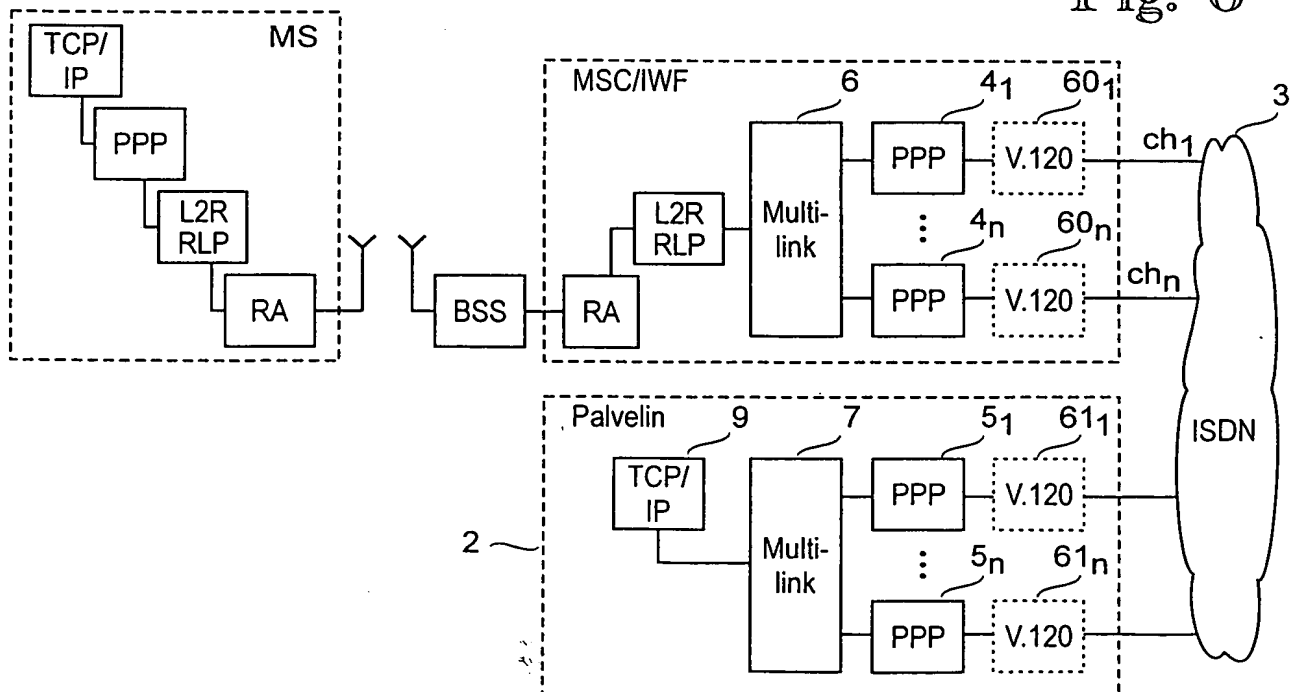 Fig. 6
MS
TCP/
IP
PPP
L2R
RLP
RA
BSS
MSC/IWF
RA
L2R
RLP
6
Multi-
link
4₁
PPP
60₁
V.120
ch₁
⋮
4ₙ
PPP
60ₙ
V.120
chₙ
3
ISDN
2
Palvelin
9
TCP/
IP
7
Multi-
link
5₁
PPP
61₁
V.120
⋮
5ₙ
PPP
61ₙ
V.120